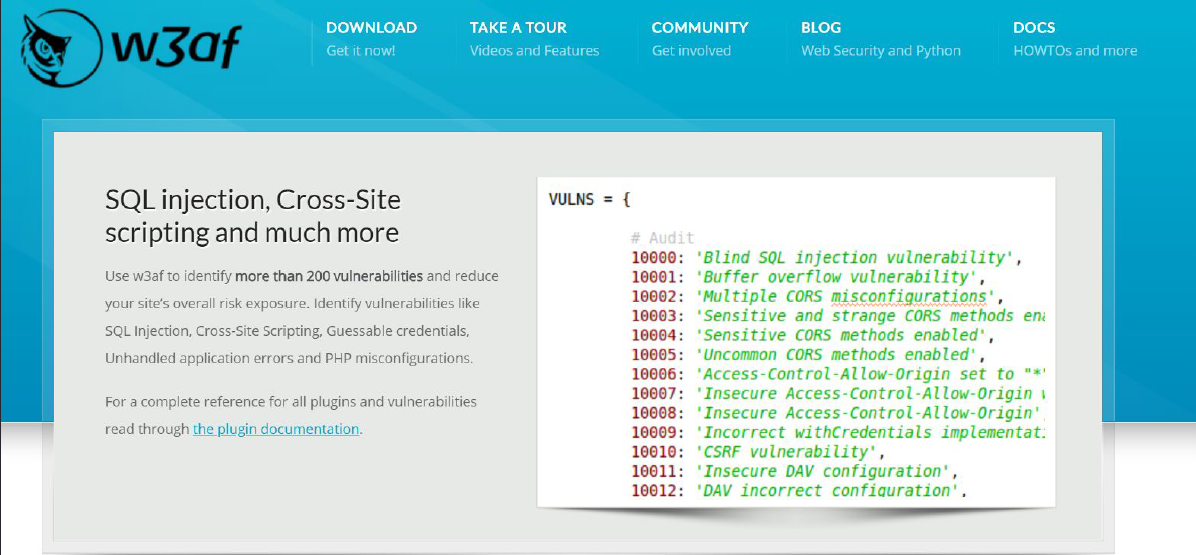 w3af
DOWNLOAD
Get it now!
TAKE A TOUR
Videos and Features
COMMUNITY
Get involved
BLOG
Web Security and Python
DOCS
HOWTOs and more
SQL injection, Cross-Site
scripting and much more
Use w3af to identify more than 200 vulnerabilities and reduce
your site's overall risk exposure. Identify vulnerabilities like
SQL Injection, Cross-Site Scripting, Guessable credentials,
Unhandled application errors and PHP misconfigurations.
For a complete reference for all plugins and vulnerabilities
read through the plugin documentation.
VULNS = {
# Audit
10000: 'Blind SQL injection vulnerability',
10001: 'Buffer overflow vulnerability',
10002: 'Multiple CORS misconfigurations',
10003: 'Sensitive and strange CORS methods ena
10004: 'Sensitive CORS methods enabled',
10005: 'Uncommon CORS methods enabled',
10006: 'Access-Control-Allow-Origin set to "*"
10007: 'Insecure Access-Control-Allow-Origin
10008: 'Insecure Access-Control-Allow-Origin'
10009: 'Incorrect withCredentials implementati
10010: 'CSRF vulnerability',
10011: 'Insecure DAV configuration',
10012: 'DAV incorrect configuration',